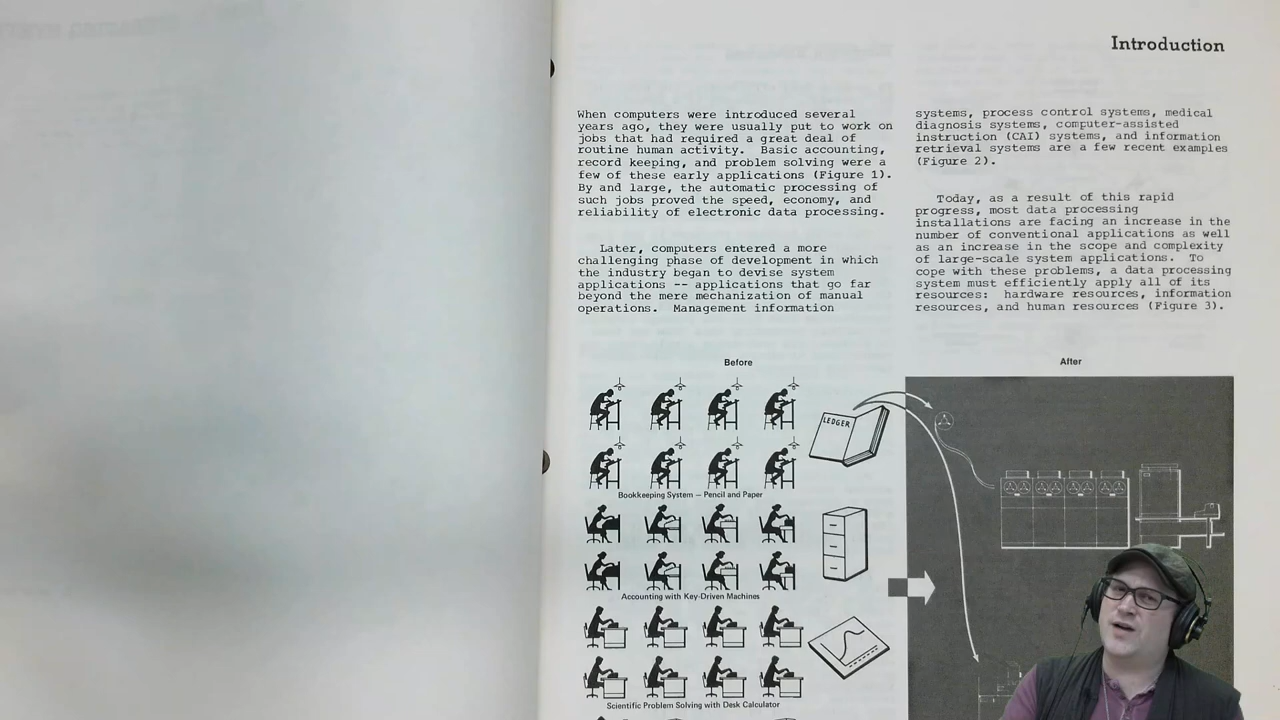 Introduction
When computers were introduced several
years ago, they were usually put to work on
jobs that had required a great deal of
routine human activity. Basic accounting,
record keeping, and problem solving were a
few of these early applications (Figure 1).
By and large, the automatic processing of
such jobs proved the speed, economy, and
reliability of electronic data processing.
Later, computers entered a more
challenging phase of development in which
the industry began to devise system
applications -- applications that go far
beyond the mere mechanization of manual
operations. Management information
systems, process control systems, medical
diagnosis systems, computer-assisted
instruction (CAI) systems, and information
retrieval systems are a few recent examples
(Figure 2).
Today, as a result of this rapid
progress, most data processing
installations are facing an increase in the
number of conventional applications as well
as an increase in the scope and complexity
of large-scale system applications. To
cope with these problems, a data processing
system must efficiently apply all of its
resources: hardware resources, information
resources, and human resources (Figure 3).
Before
After
LEDGER
Bookkeeping System — Pencil and Paper
Accounting with Key-Driven Machines
Scientific Problem Solving with Desk Calculator